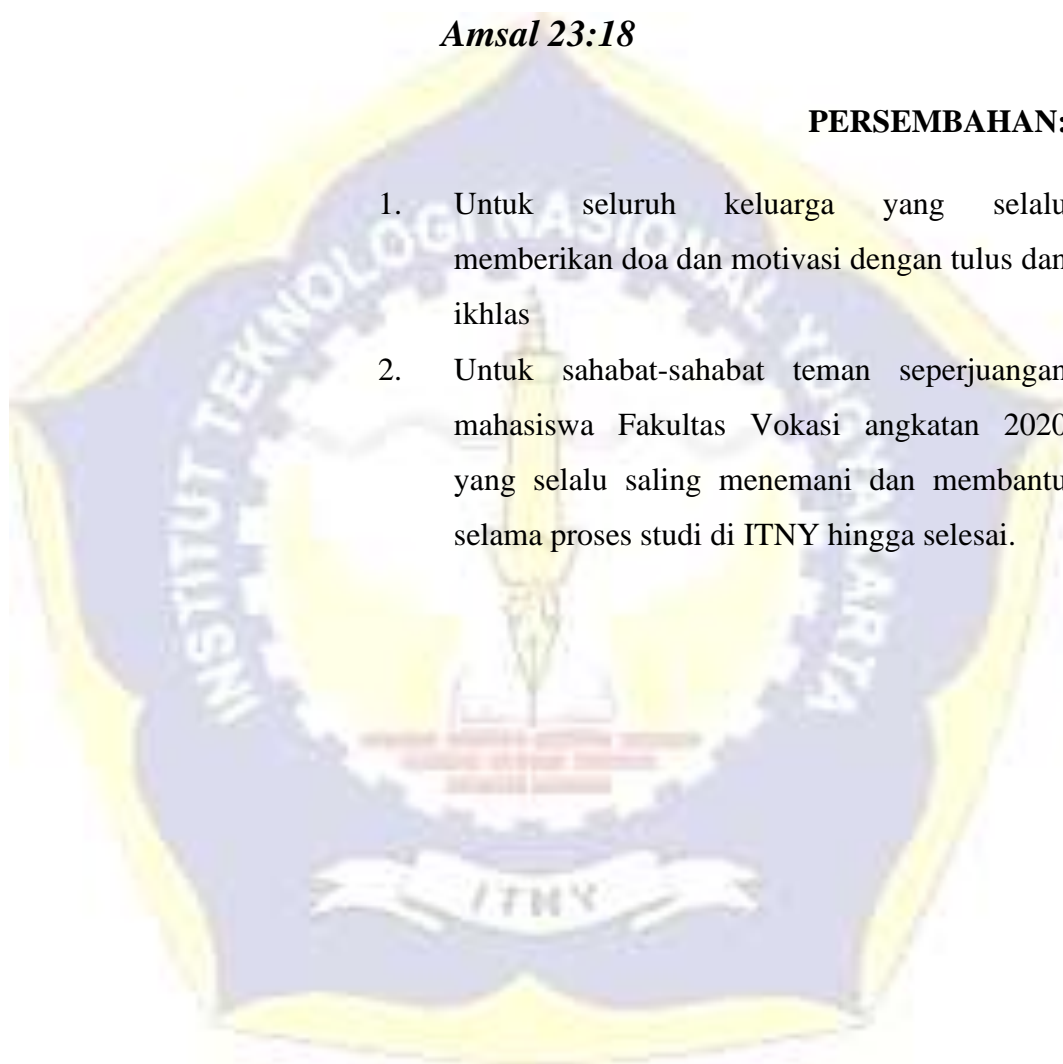 Amsal 23:18
PERSEMBAHAN:
1. Untuk seluruh keluarga yang selalu
memberikan doa dan motivasi dengan tulus dan
ikhlas
2. Untuk sahabat-sahabat teman seperjuangan
mahasiswa Fakultas Vokasi angkatan 2020
yang selalu saling menemani dan membantu
selama proses studi di ITNY hingga selesai.
INSTITUT TEKNOLOGI NASIONAL YOGYAKARTA
ITNY